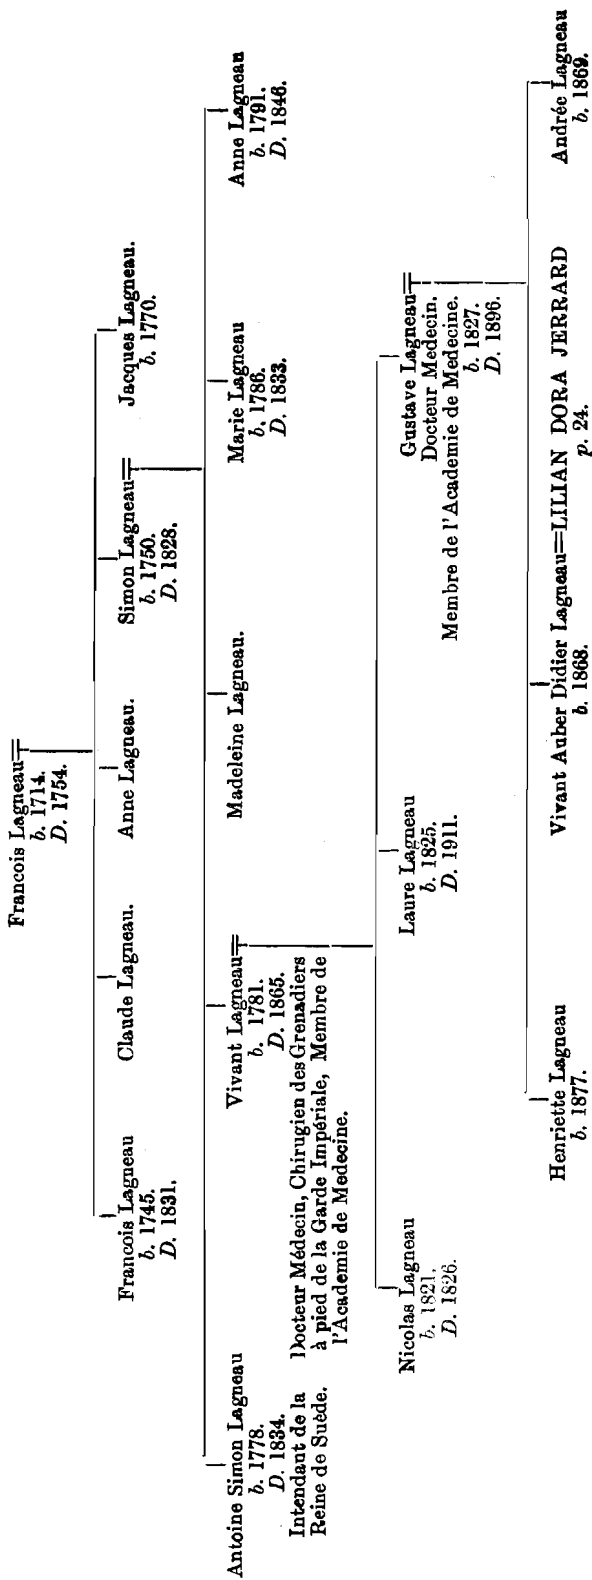 Francois Lagneau=
b. 1714.
D. 1754.
Francois Lagneau
b. 1745.
D. 1831.
Claude Lagneau.
Anne Lagneau.
Simon Lagneau=
b. 1750.
D. 1828.
Jacques Lagneau.
b. 1770.
Antoine Simon Lagneau
b. 1778.
D. 1834.
Intendant de la
Reine de Suède.
Vivant Lagneau=
b. 1781.
D. 1865.
Docteur Médecin, Chirugien des Grenadiers
à pied de la Garde Impériale, Membre de
l'Academie de Medecine.
Madeleine Lagneau.
Marie Lagneau
b. 1786.
D. 1833.
Anne Lagneau
b. 1791.
D. 1846.
Nicolas Lagneau
b. 1821.
D. 1826.
Laure Lagneau
b. 1825.
D. 1911.
Gustave Lagneau=
Docteur Medecin.
Membre de l'Academie de Medecine.
b. 1827.
D. 1896.
Henriette Lagneau
b. 1877.
Vivant Auber Didier Lagneau=LILIAN DORA JERRARD
b. 1868.
p. 24.
Andrée Lagneau
b. 1869.